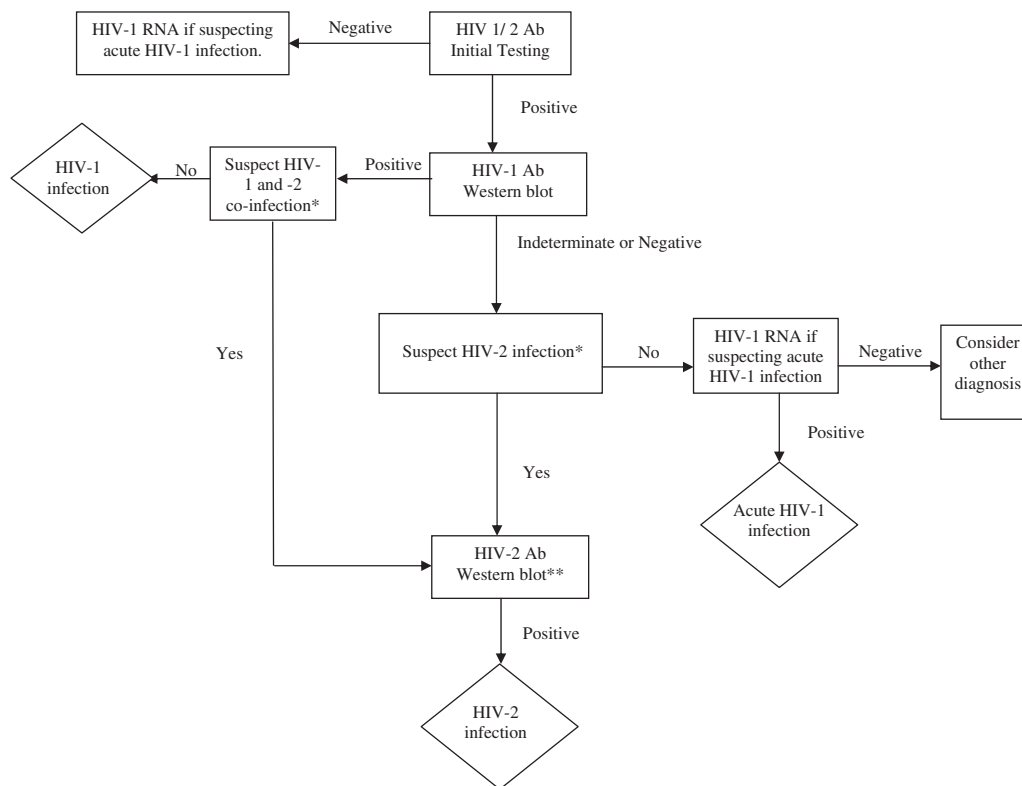 HIV-1 RNA if suspecting
acute HIV-1 infection.
Negative
HIV 1/ 2 Ab
Initial Testing
Positive
HIV-1
infection
No
Suspect HIV-
1 and -2
co-infection*
Positive
HIV-1 Ab
Western blot
Indeterminate or Negative
Yes
Suspect HIV-2 infection*
No
HIV-1 RNA if
suspecting acute
HIV-1 infection
Negative
Consider
other
diagnosis
Positive
Yes
Acute HIV-1
infection
HIV-2 Ab
Western blot**
Positive
HIV-2
infection